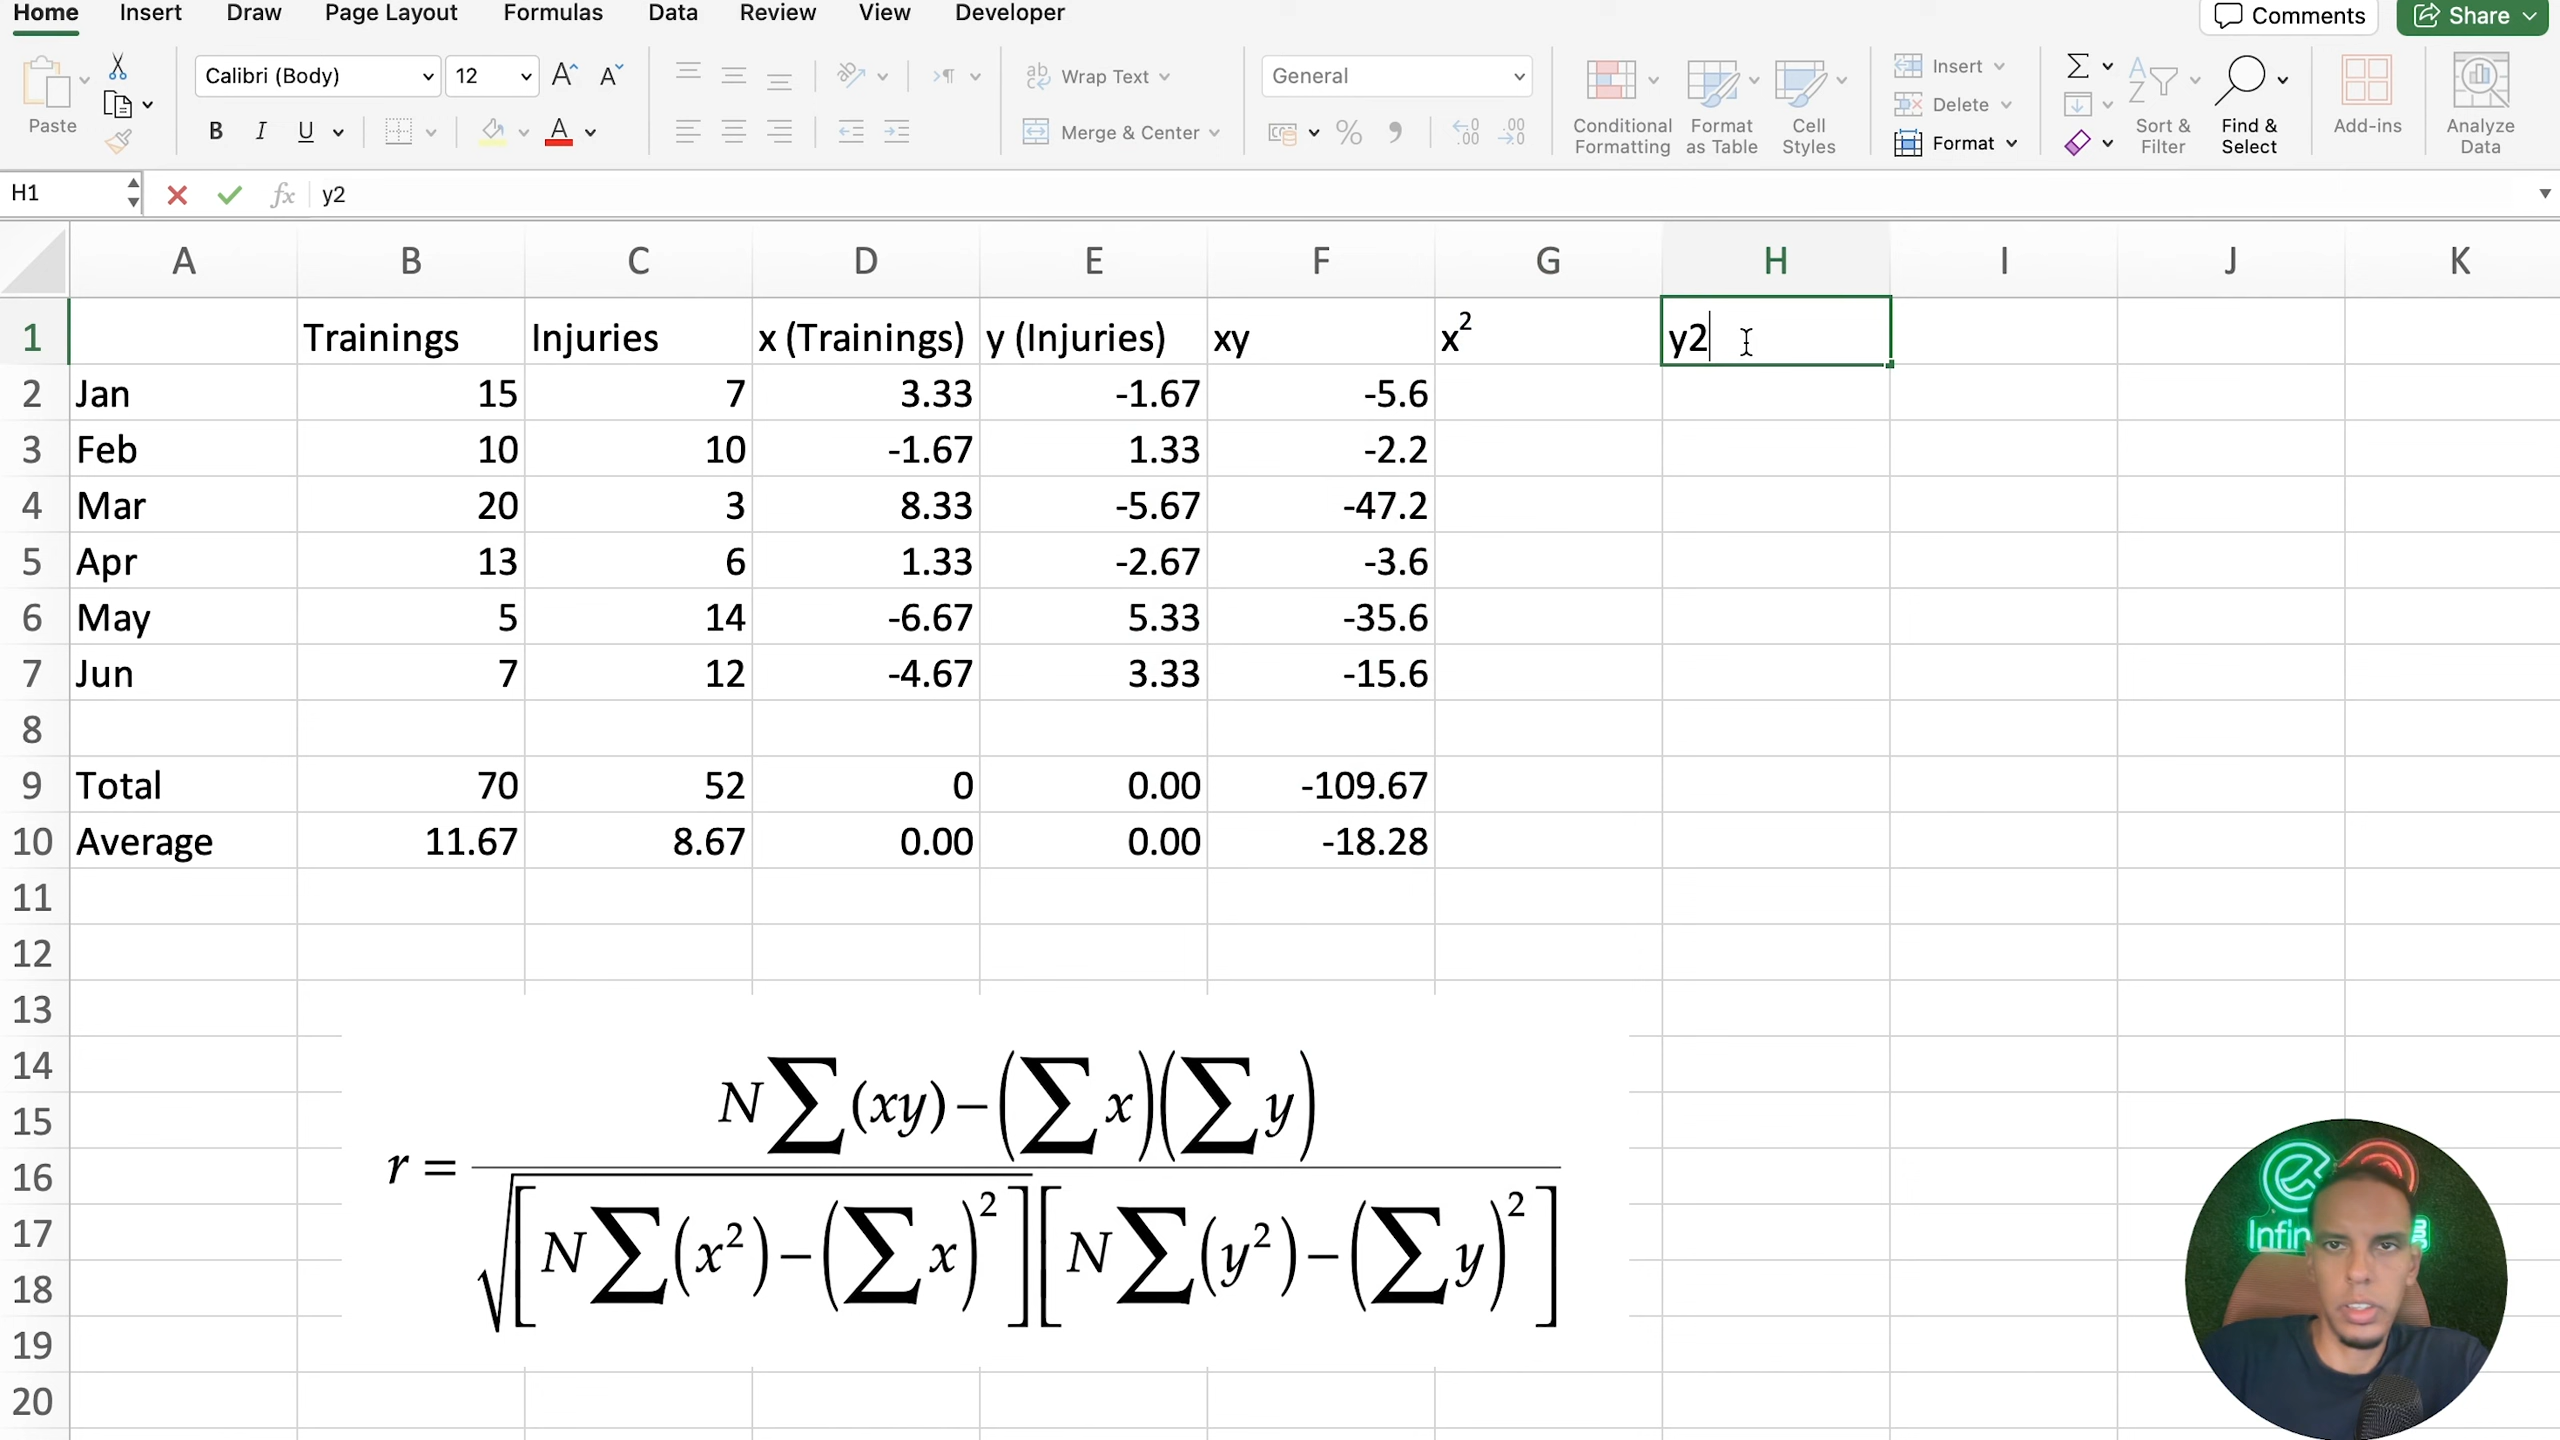 Home Insert Draw Page Layout Formulas Data Review View Developer Comments Share
Calibri (Body) 12 A A Wrap Text General Insert
Paste Delete
B I U A Merge & Center % Conditional Formatting Format as Table Cell Styles Format Sort & Filter Find & Select Add-ins Analyze Data
H1 fx y2
A B C D E F G H I J K
1 Trainings Injuries x (Trainings) y (Injuries) xy x² y2
2 Jan 15 7 3.33 -1.67 -5.6
3 Feb 10 10 -1.67 1.33 -2.2
4 Mar 20 3 8.33 -5.67 -47.2
5 Apr 13 6 1.33 -2.67 -3.6
6 May 5 14 -6.67 5.33 -35.6
7 Jun 7 12 -4.67 3.33 -15.6
8
9 Total 70 52 0 0.00 -109.67
10 Average 11.67 8.67 0.00 0.00 -18.28
11
12
13
14
15
16
17
18
19
20
N∑(xy)–(∑x)(∑y)
r =
√[N∑(x²)–(∑x)²][N∑(y²)–(∑y)²]